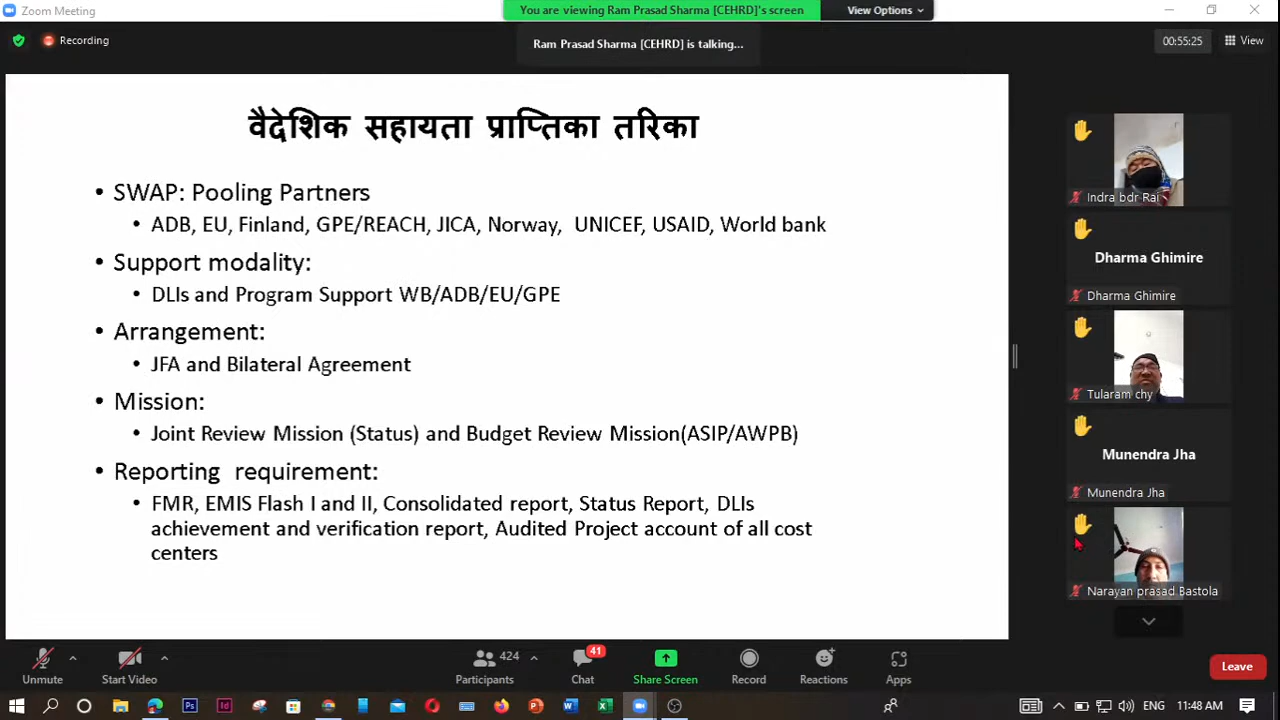 Zoom Meeting
You are viewing Ram Prasad Sharma [CEHRD]'s screen
View Options
Recording
Ram Prasad Sharma [CEHRD] is talking...
00:55:25
View
वैदेशिक सहायता प्राप्तिका तरिका
• SWAP: Pooling Partners
• ADB, EU, Finland, GPE/REACH, JICA, Norway, UNICEF, USAID, World bank
• Support modality:
• DLIs and Program Support WB/ADB/EU/GPE
• Arrangement:
• JFA and Bilateral Agreement
• Mission:
• Joint Review Mission (Status) and Budget Review Mission(ASIP/AWPB)
• Reporting requirement:
• FMR, EMIS Flash I and II, Consolidated report, Status Report, DLIs
achievement and verification report, Audited Project account of all cost
centers
Indra bdr Rai
Dharma Ghimire
Dharma Ghimire
Tularam chy
Munendra Jha
Munendra Jha
Narayan prasad Bastola
Unmute
Start Video
424
Participants
41
Chat
Share Screen
Record
Reactions
Apps
Leave
Ps
Id
ENG
11:48 AM